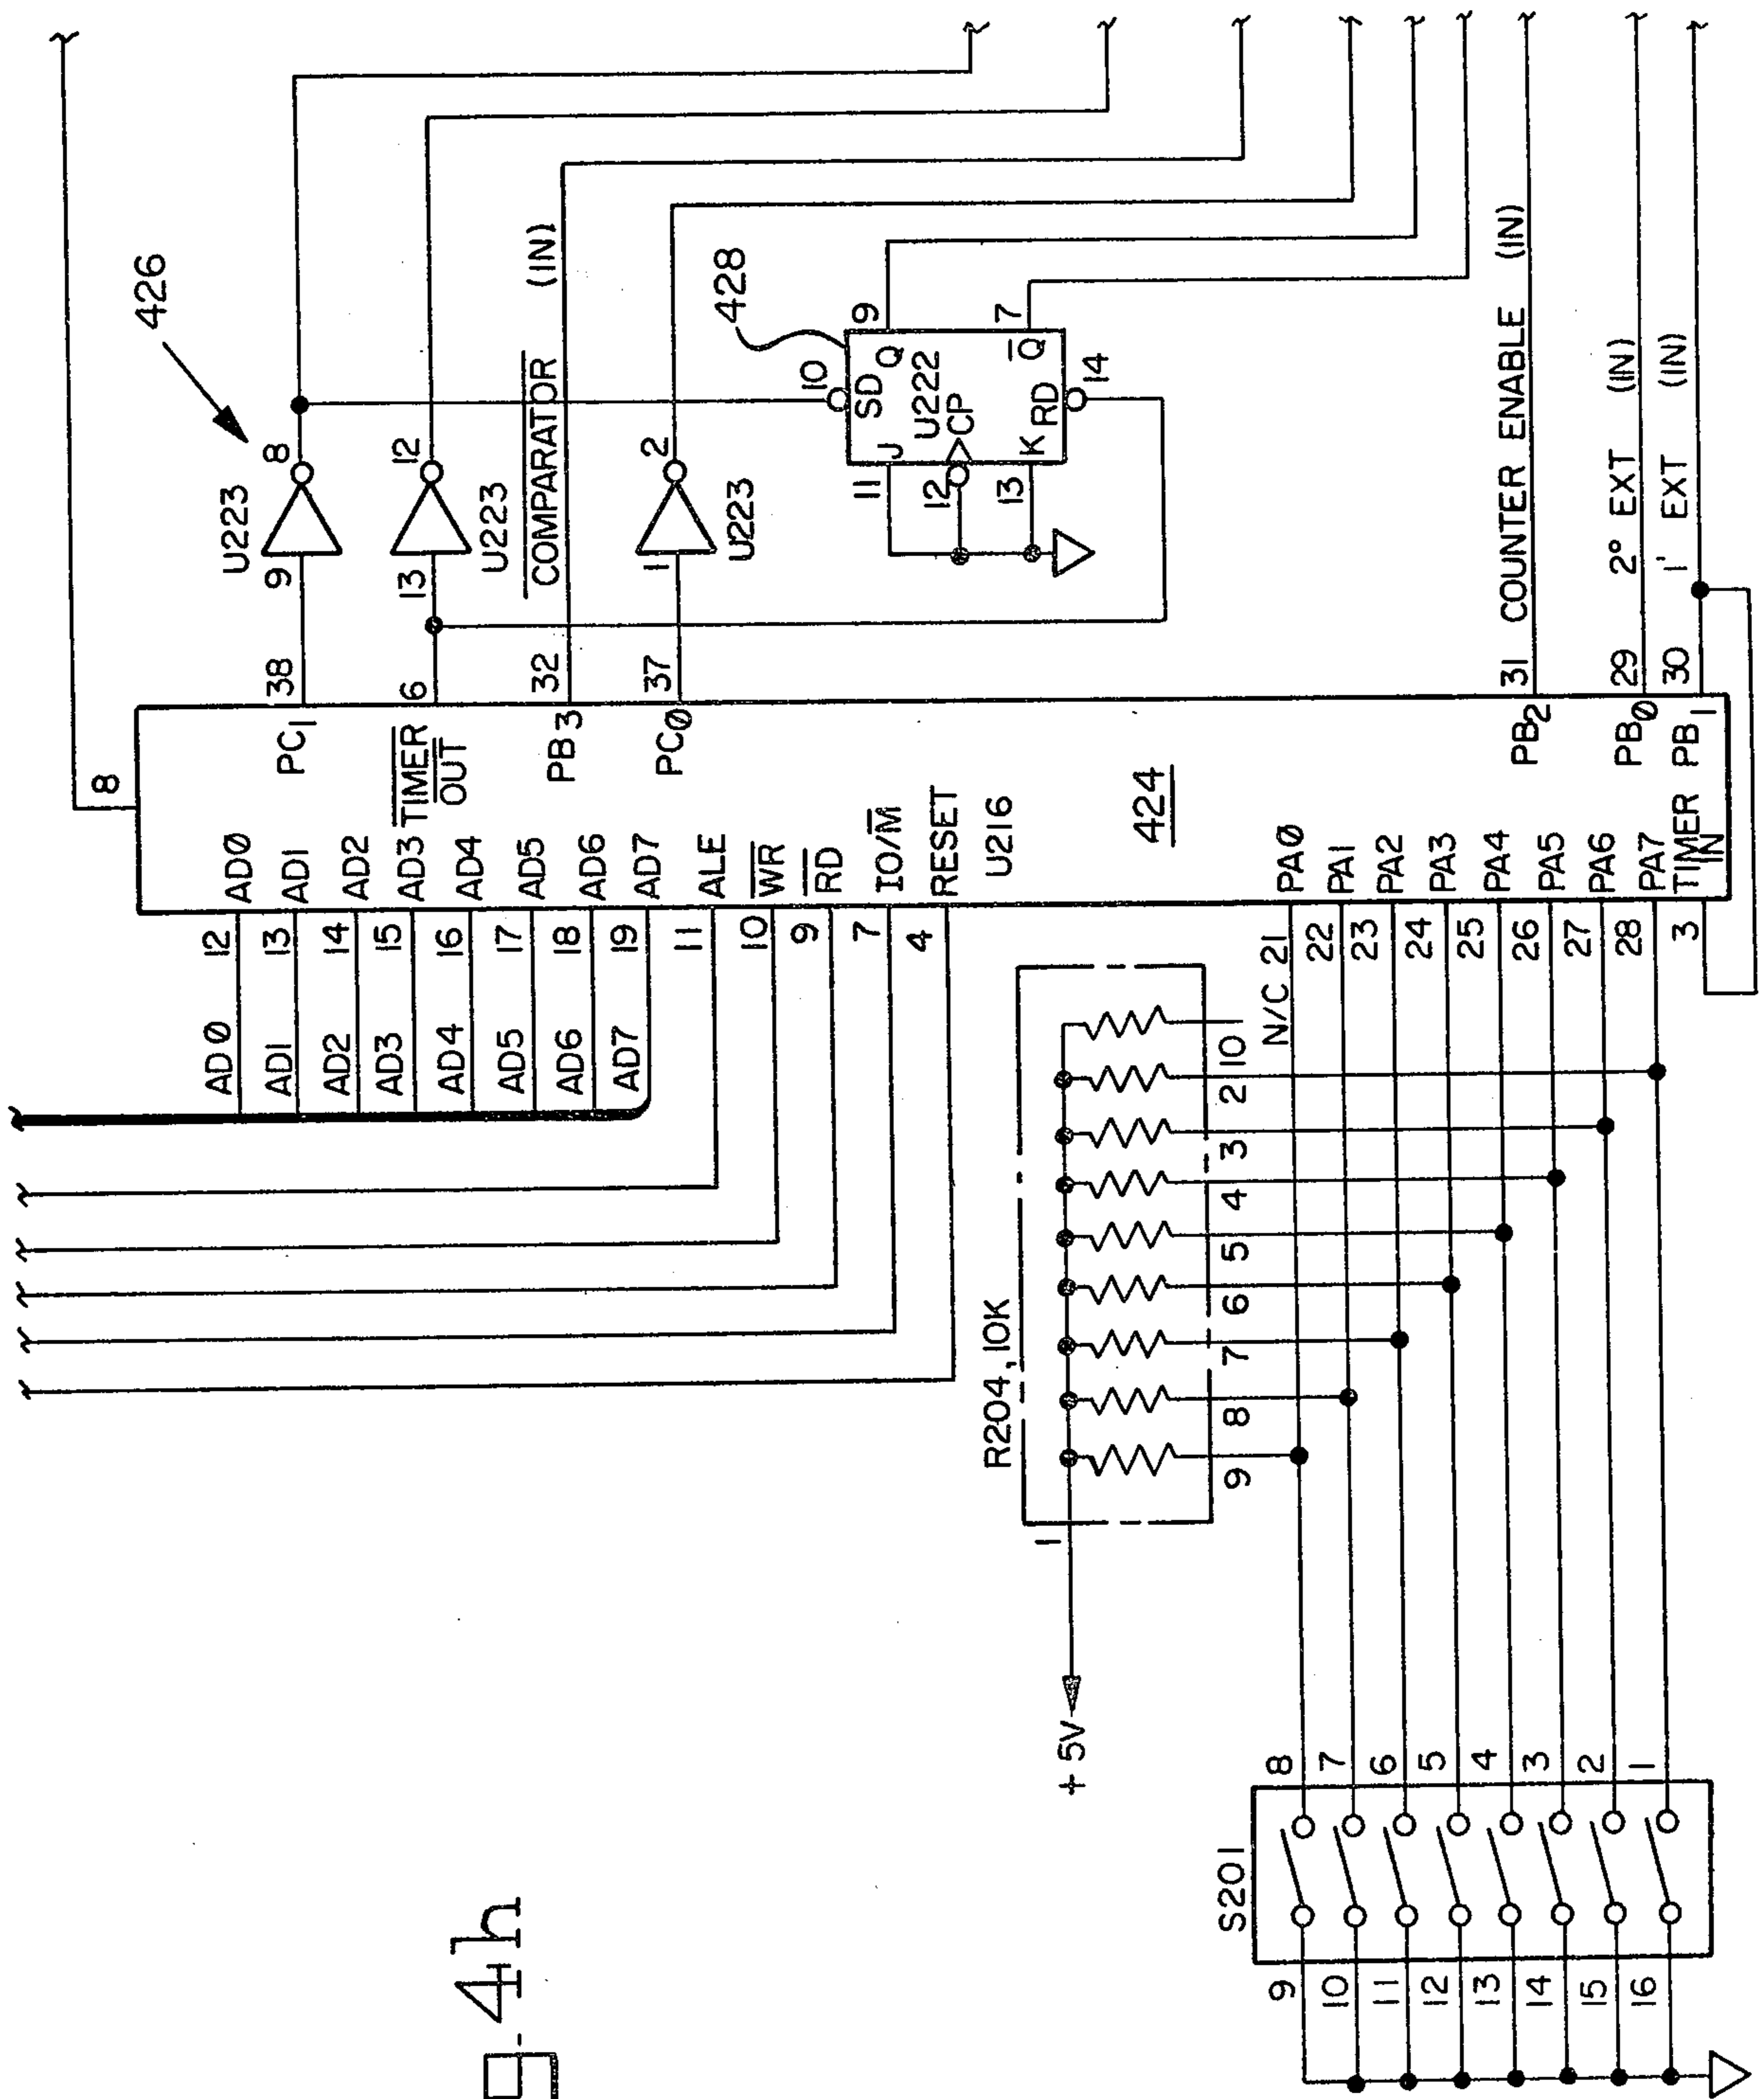 426
8
U223
9
8
38
PC1
12
13
U223
6
TIMER
OUT
COMPARATOR (IN)
32
PB3
2
1
U223
37
PC0
428
10
9
SD
Q
U222
J
11
12
CP
K
13
RD
Q
7
14
COUNTER ENABLE (IN)
31
PB2
2° EXT (IN)
29
PB0
1' EXT (IN)
30
PB1
AD0 12 AD0
AD1 13 AD1
AD2 14 AD2
AD3 15 AD3
AD4 16 AD4
AD5 17 AD5
AD6 18 AD6
AD7 19 AD7
11 ALE
10 WR
9 RD
7 IO/M
4 RESET
U216
424
N/C 21 PA0
22 PA1
23 PA2
24 PA3
25 PA4
26 PA5
27 PA6
28 PA7
3 TIMER
IN
R204, 10K
1
+5V
9 8 7 6 5 4 3 2 10
S201
9 8
10 7
11 6
12 5
13 4
14 3
15 2
16 1
4h